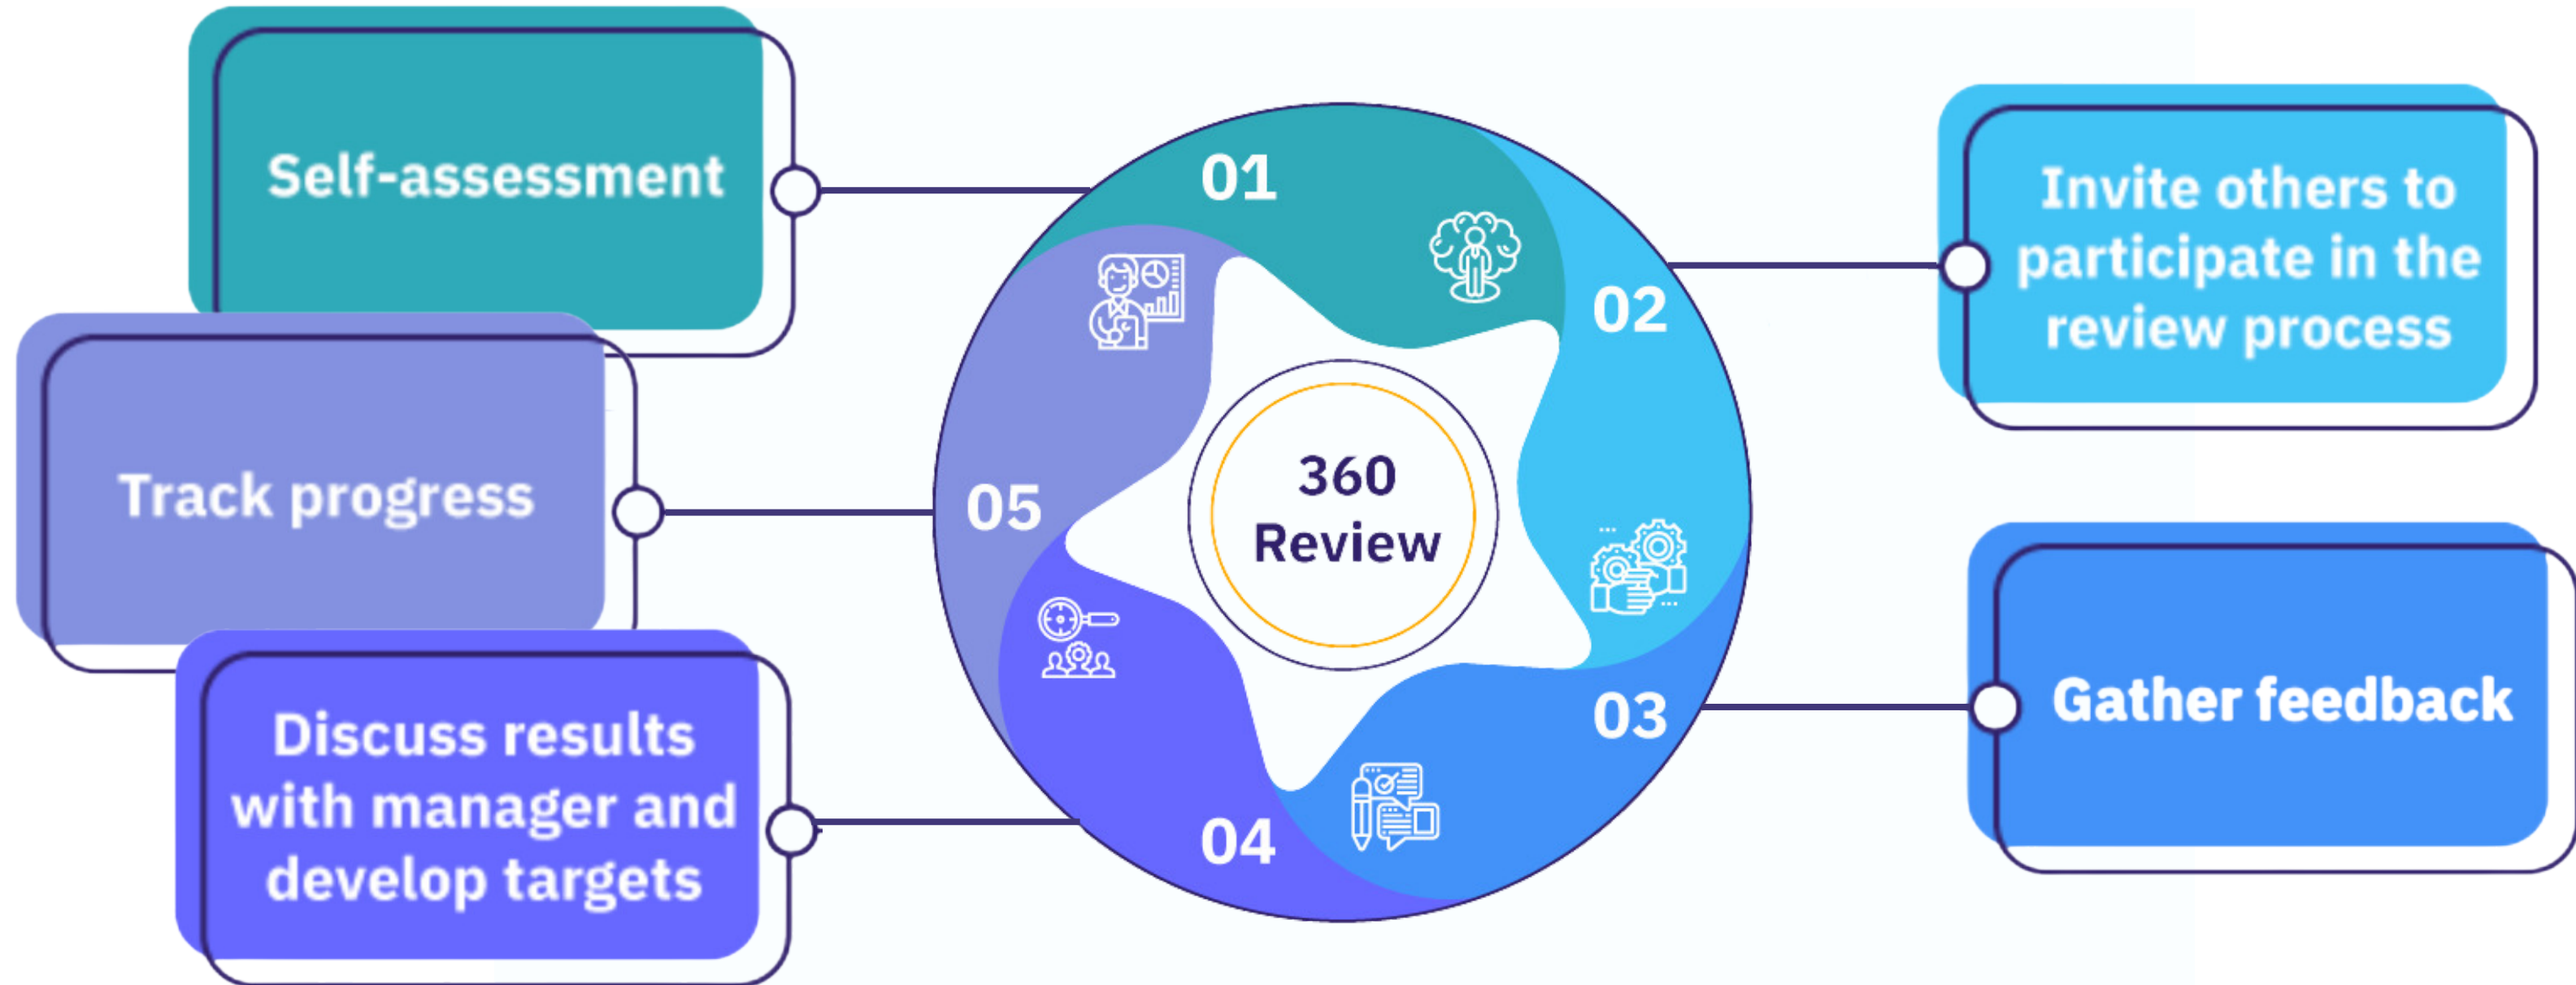 Self-assessment
01
Invite others to
participate in the
review process
02
360
Review
Track progress
05
Gather feedback
03
Discuss results
with manager and
develop targets
04